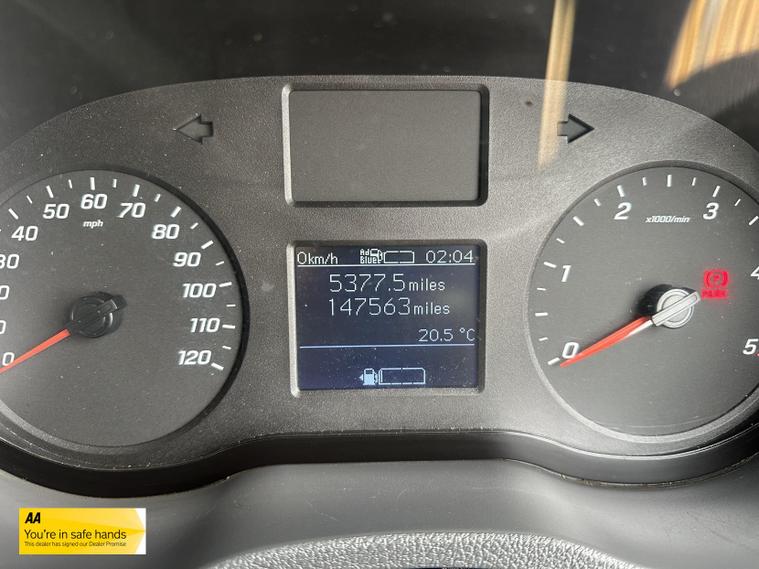 0km/h AdBlue 02:04
5377.5 miles
147563 miles
20.5 °C
40 50 60 70 80 90 100 110 120
mph
0 1 2 3 4 5
x1000/min
PARK
AA
You're in safe hands
This dealer has signed our Dealer Promise